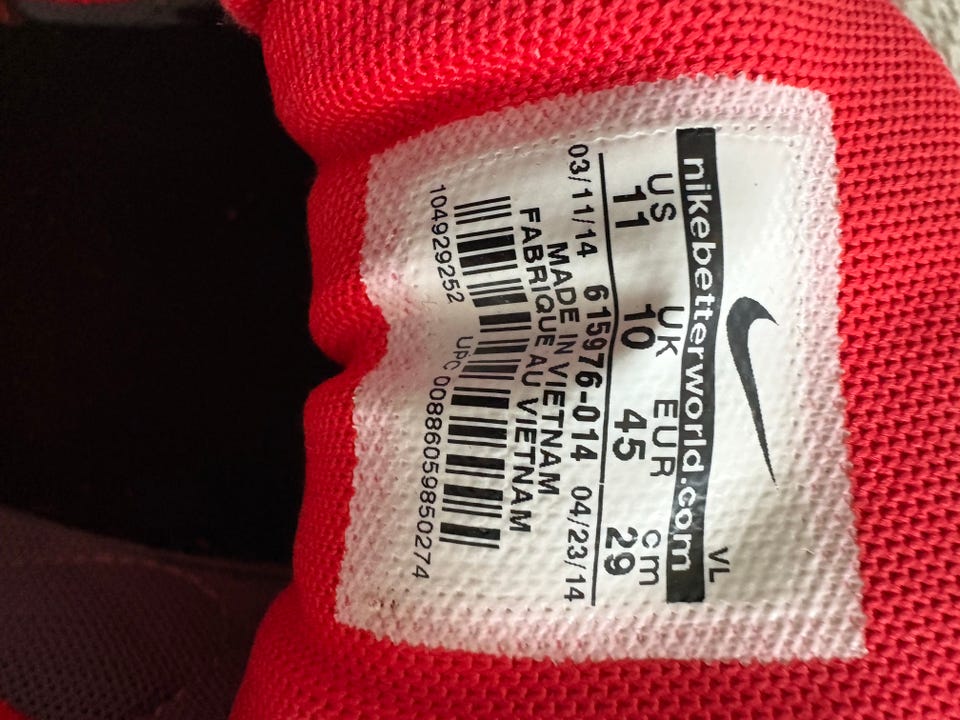 VL
nikebetterworld.com
US UK EUR cm
11 10 45 29
03/11/14 615976-014 04/23/14
MADE IN VIETNAM
FABRIQUE AU VIETNAM
104929252 UPC 00886059850274